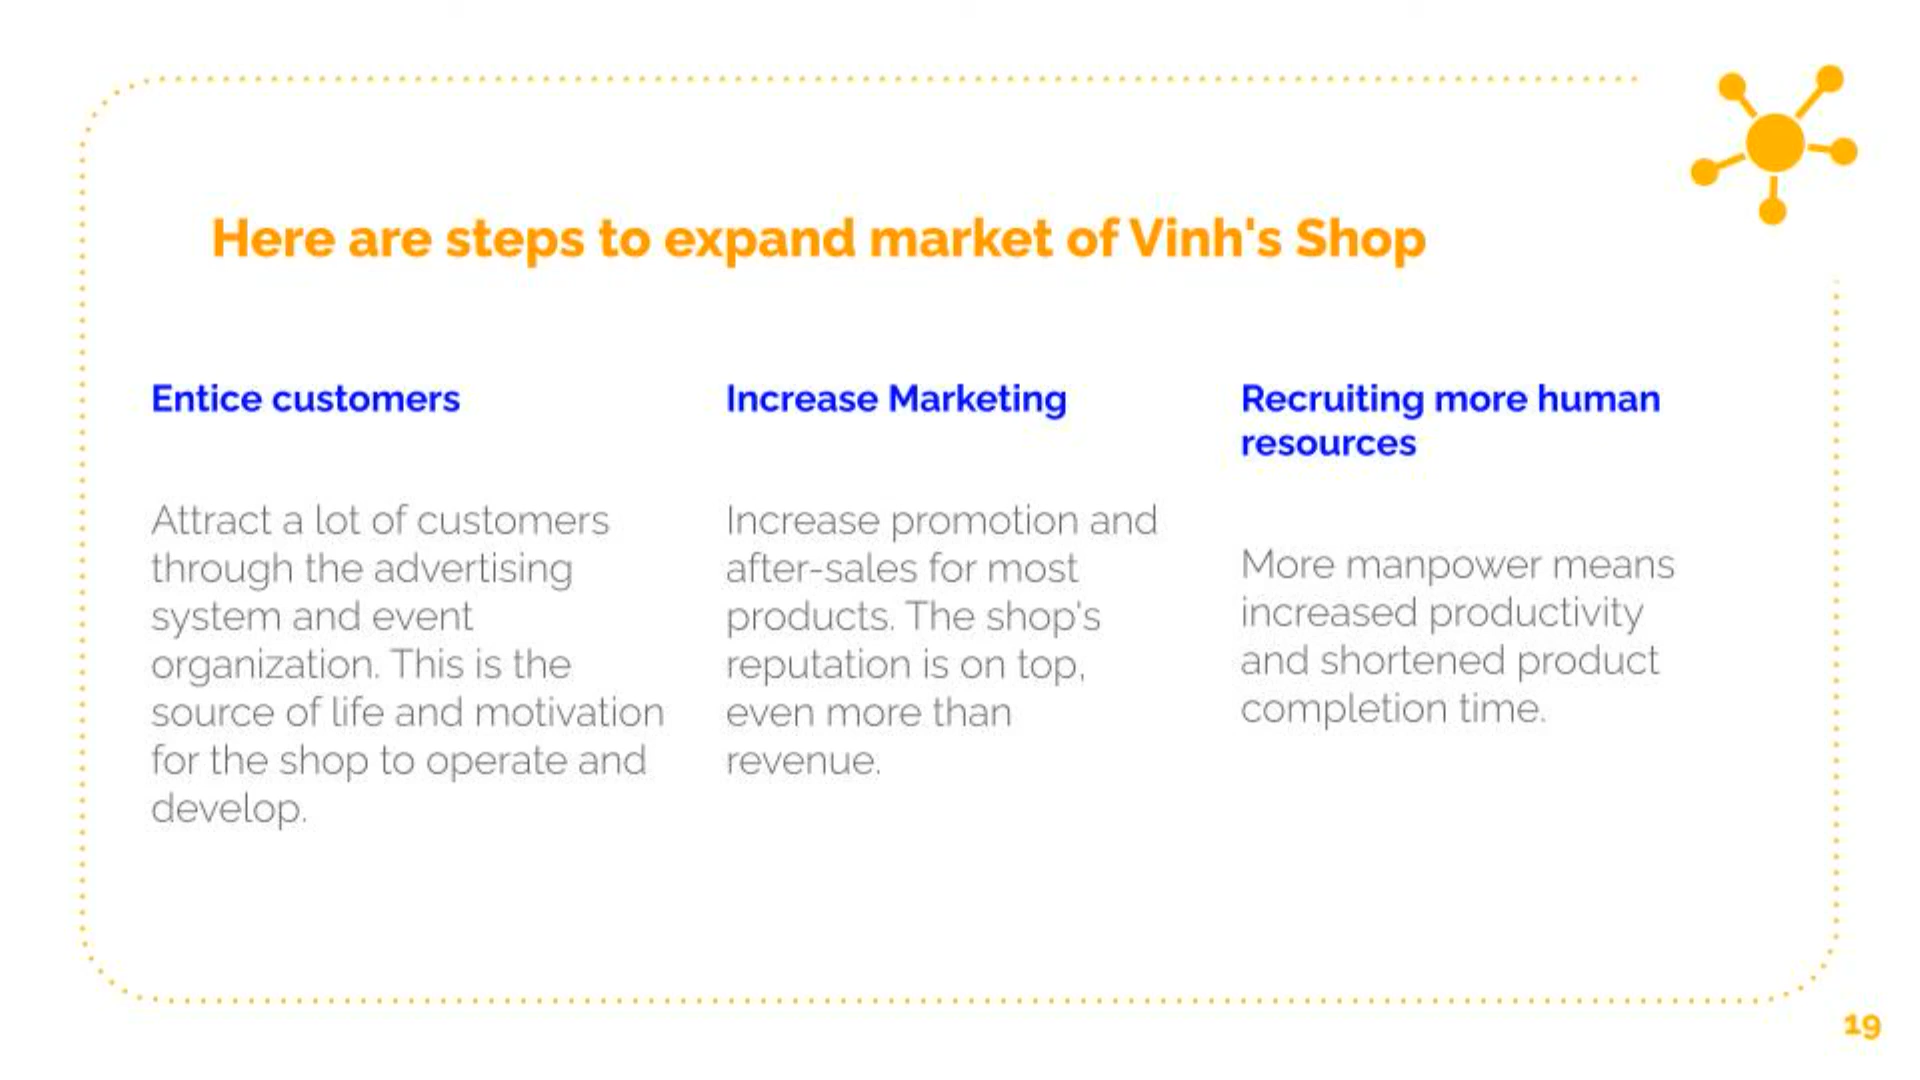 Here are steps to expand market of Vinh's Shop
Entice customers
Attract a lot of customers
through the advertising
system and event
organization. This is the
source of life and motivation
for the shop to operate and
develop.
Increase Marketing
Increase promotion and
after-sales for most
products. The shop's
reputation is on top,
even more than
revenue.
Recruiting more human
resources
More manpower means
increased productivity
and shortened product
completion time.
19